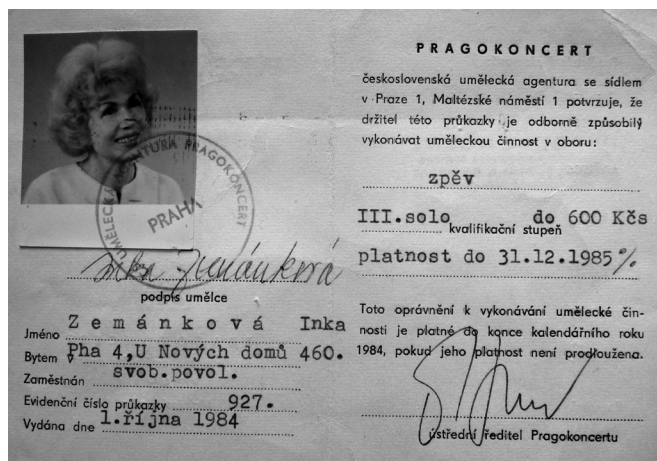 UMĚLECKÁ AGENTURA PRAGOKONCERT
PRAHA
Inka Zemánková
podpis umělce
Jméno Zemánková Inka
Bytem v Pha 4,U Nových domů 460.
Zaměstnán svob.povol.
Evidenční číslo průkazky 927.
Vydána dne 1.října 1984
PRAGOKONCERT
československá umělecká agentura se sídlem
v Praze 1, Maltézské náměstí 1 potvrzuje, že
držitel této průkazky je odborně způsobilý
vykonávat uměleckou činnost v oboru:
zpěv
III.solo do 600 Kčs
kvalifikační stupeň
platnost do 31.12.1985%
Toto oprávnění k vykonávání umělecké čin-
nosti je platné do konce kalendářního roku
1984, pokud jeho platnost není prodloužena.
ústřední ředitel Pragokoncertu